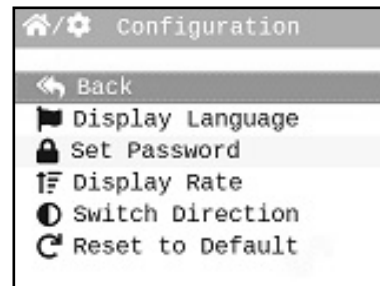 / Configuration
Back
Display Language
Set Password
Display Rate
Switch Direction
Reset to Default